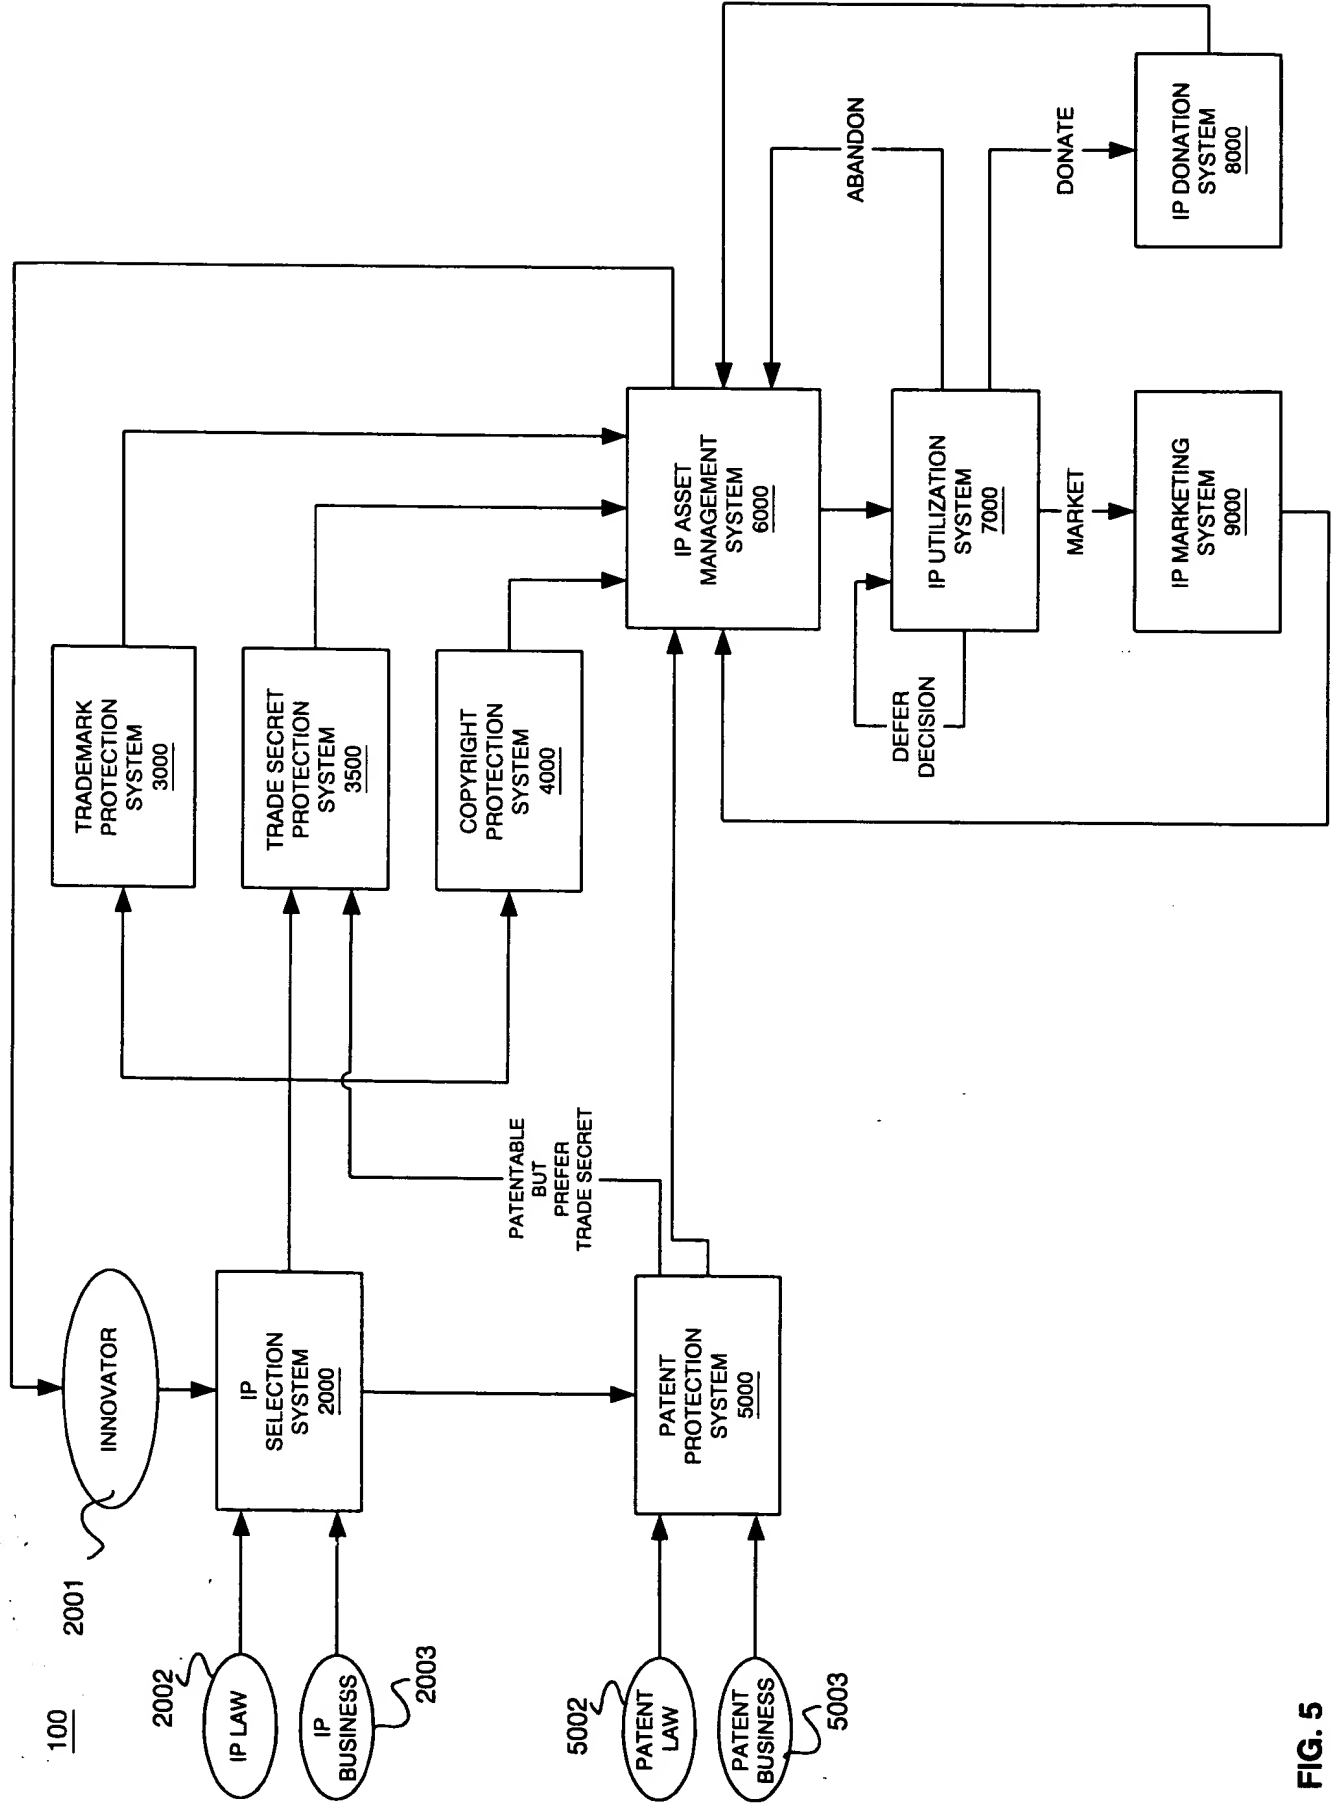 100
2001
INNOVATOR
2002
IP LAW
IP
BUSINESS
2003
IP
SELECTION
SYSTEM
2000
TRADEMARK
PROTECTION
SYSTEM
3000
TRADE SECRET
PROTECTION
SYSTEM
3500
COPYRIGHT
PROTECTION
SYSTEM
4000
PATENTABLE
BUT
PREFER
TRADE SECRET
5002
PATENT
LAW
PATENT
BUSINESS
5003
PATENT
PROTECTION
SYSTEM
5000
IP ASSET
MANAGEMENT
SYSTEM
6000
ABANDON
DEFER
DECISION
IP UTILIZATION
SYSTEM
7000
MARKET
DONATE
IP MARKETING
SYSTEM
9000
IP DONATION
SYSTEM
8000
FIG. 5